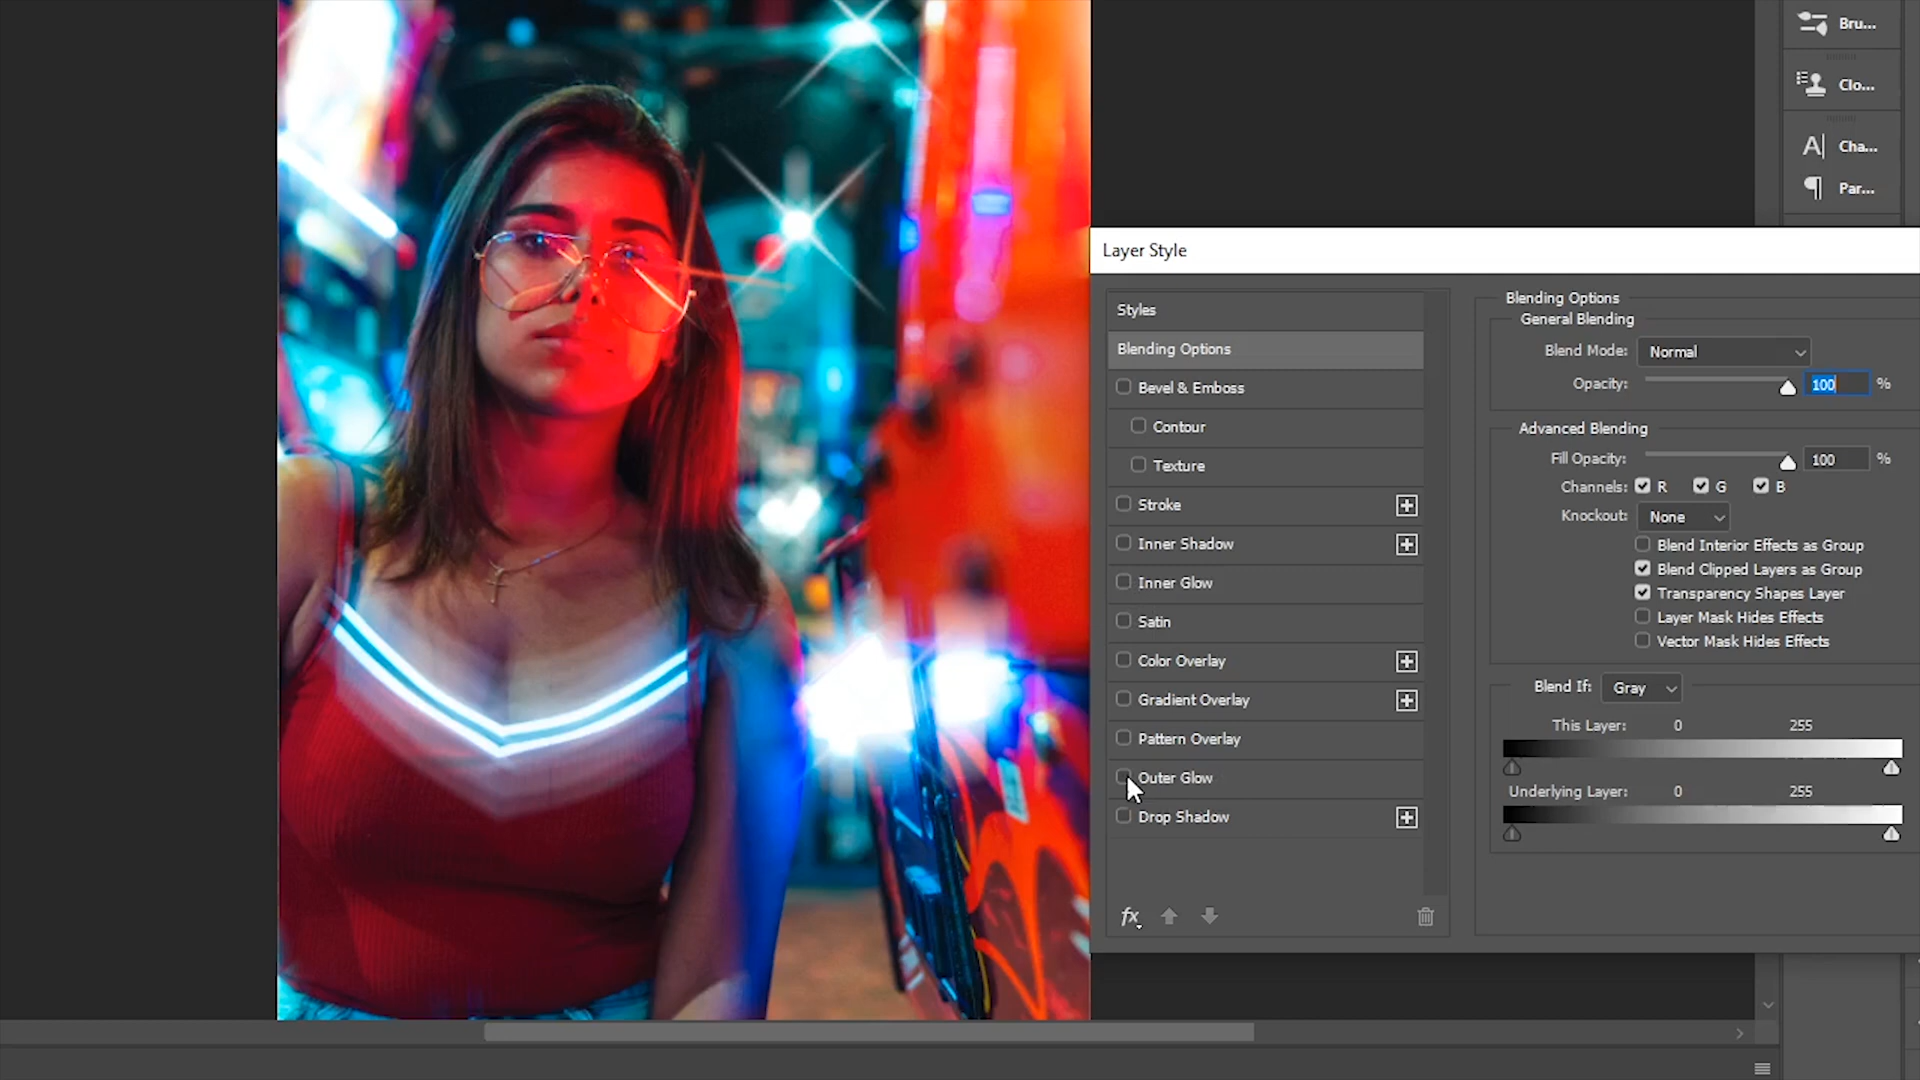 Bru...
Clo...
Cha...
Par...
Layer Style
Styles
Blending Options
Bevel & Emboss
Contour
Texture
Stroke
Inner Shadow
Inner Glow
Satin
Color Overlay
Gradient Overlay
Pattern Overlay
Outer Glow
Drop Shadow
fx
Blending Options
General Blending
Blend Mode: Normal
Opacity: 100 %
Advanced Blending
Fill Opacity: 100 %
Channels: R G B
Knockout: None
Blend Interior Effects as Group
Blend Clipped Layers as Group
Transparency Shapes Layer
Layer Mask Hides Effects
Vector Mask Hides Effects
Blend If: Gray
This Layer: 0 255
Underlying Layer: 0 255